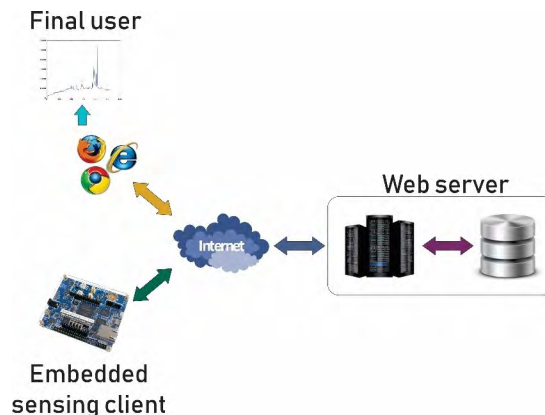 Final user
Web server
Internet
Embedded
sensing client